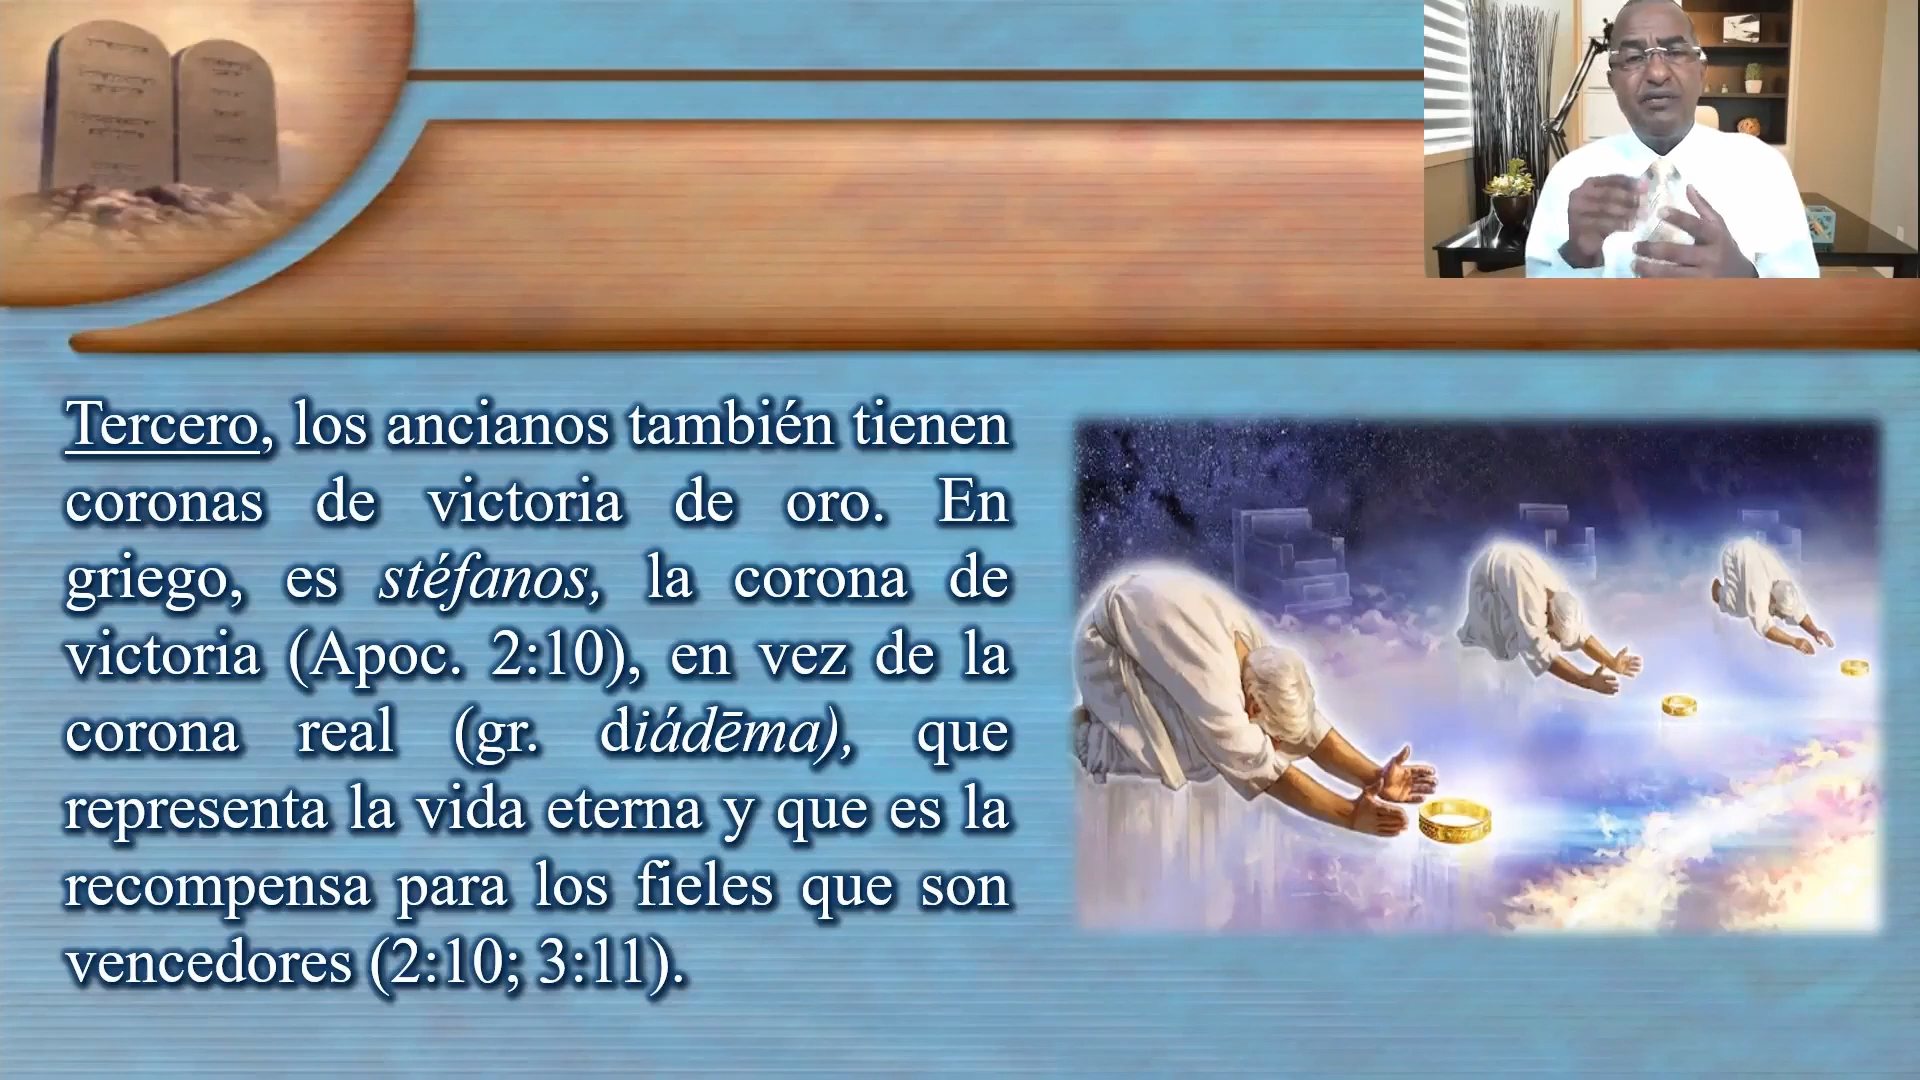 Tercero, los ancianos también tienen
coronas de victoria de oro. En
griego, es stéfanos, la corona de
victoria (Apoc. 2:10), en vez de la
corona real (gr. diádēma), que
representa la vida eterna y que es la
recompensa para los fieles que son
vencedores (2:10; 3:11).